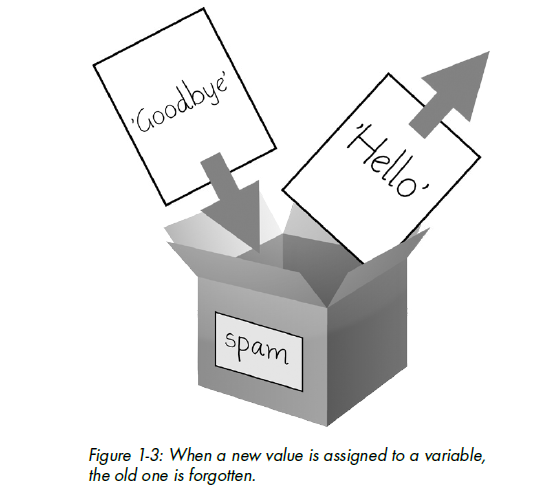 'Goodbye'
'Hello'
spam
Figure 1-3: When a new value is assigned to a variable,
the old one is forgotten.